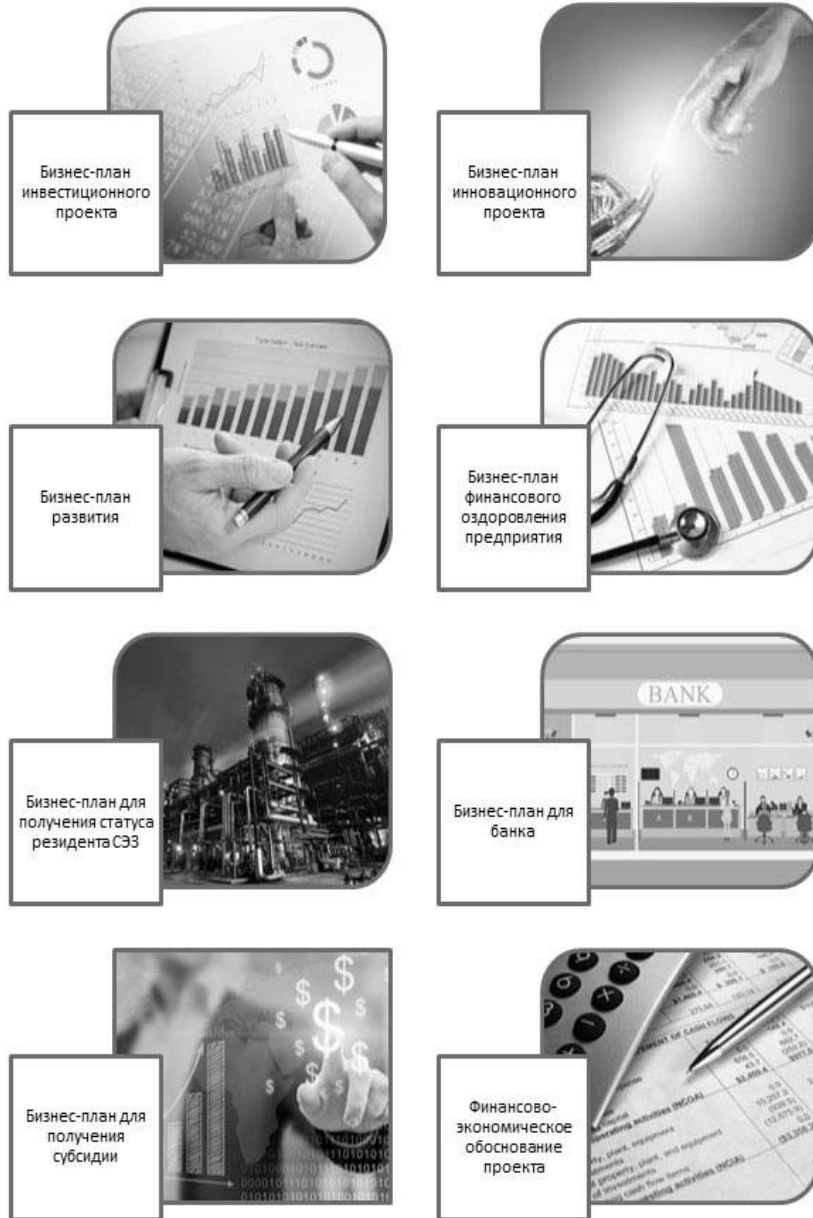 Бизнес-план
инвестиционного
проекта
Бизнес-план
инновационного
проекта
Бизнес-план
развития
Бизнес-план
финансового
оздоровления
предприятия
Бизнес-план для
получения статуса
резидента СЭЗ
BANK
Бизнес-план для
банка
Бизнес-план для
получения
субсидии
Финансово-
экономическое
обоснование
проекта